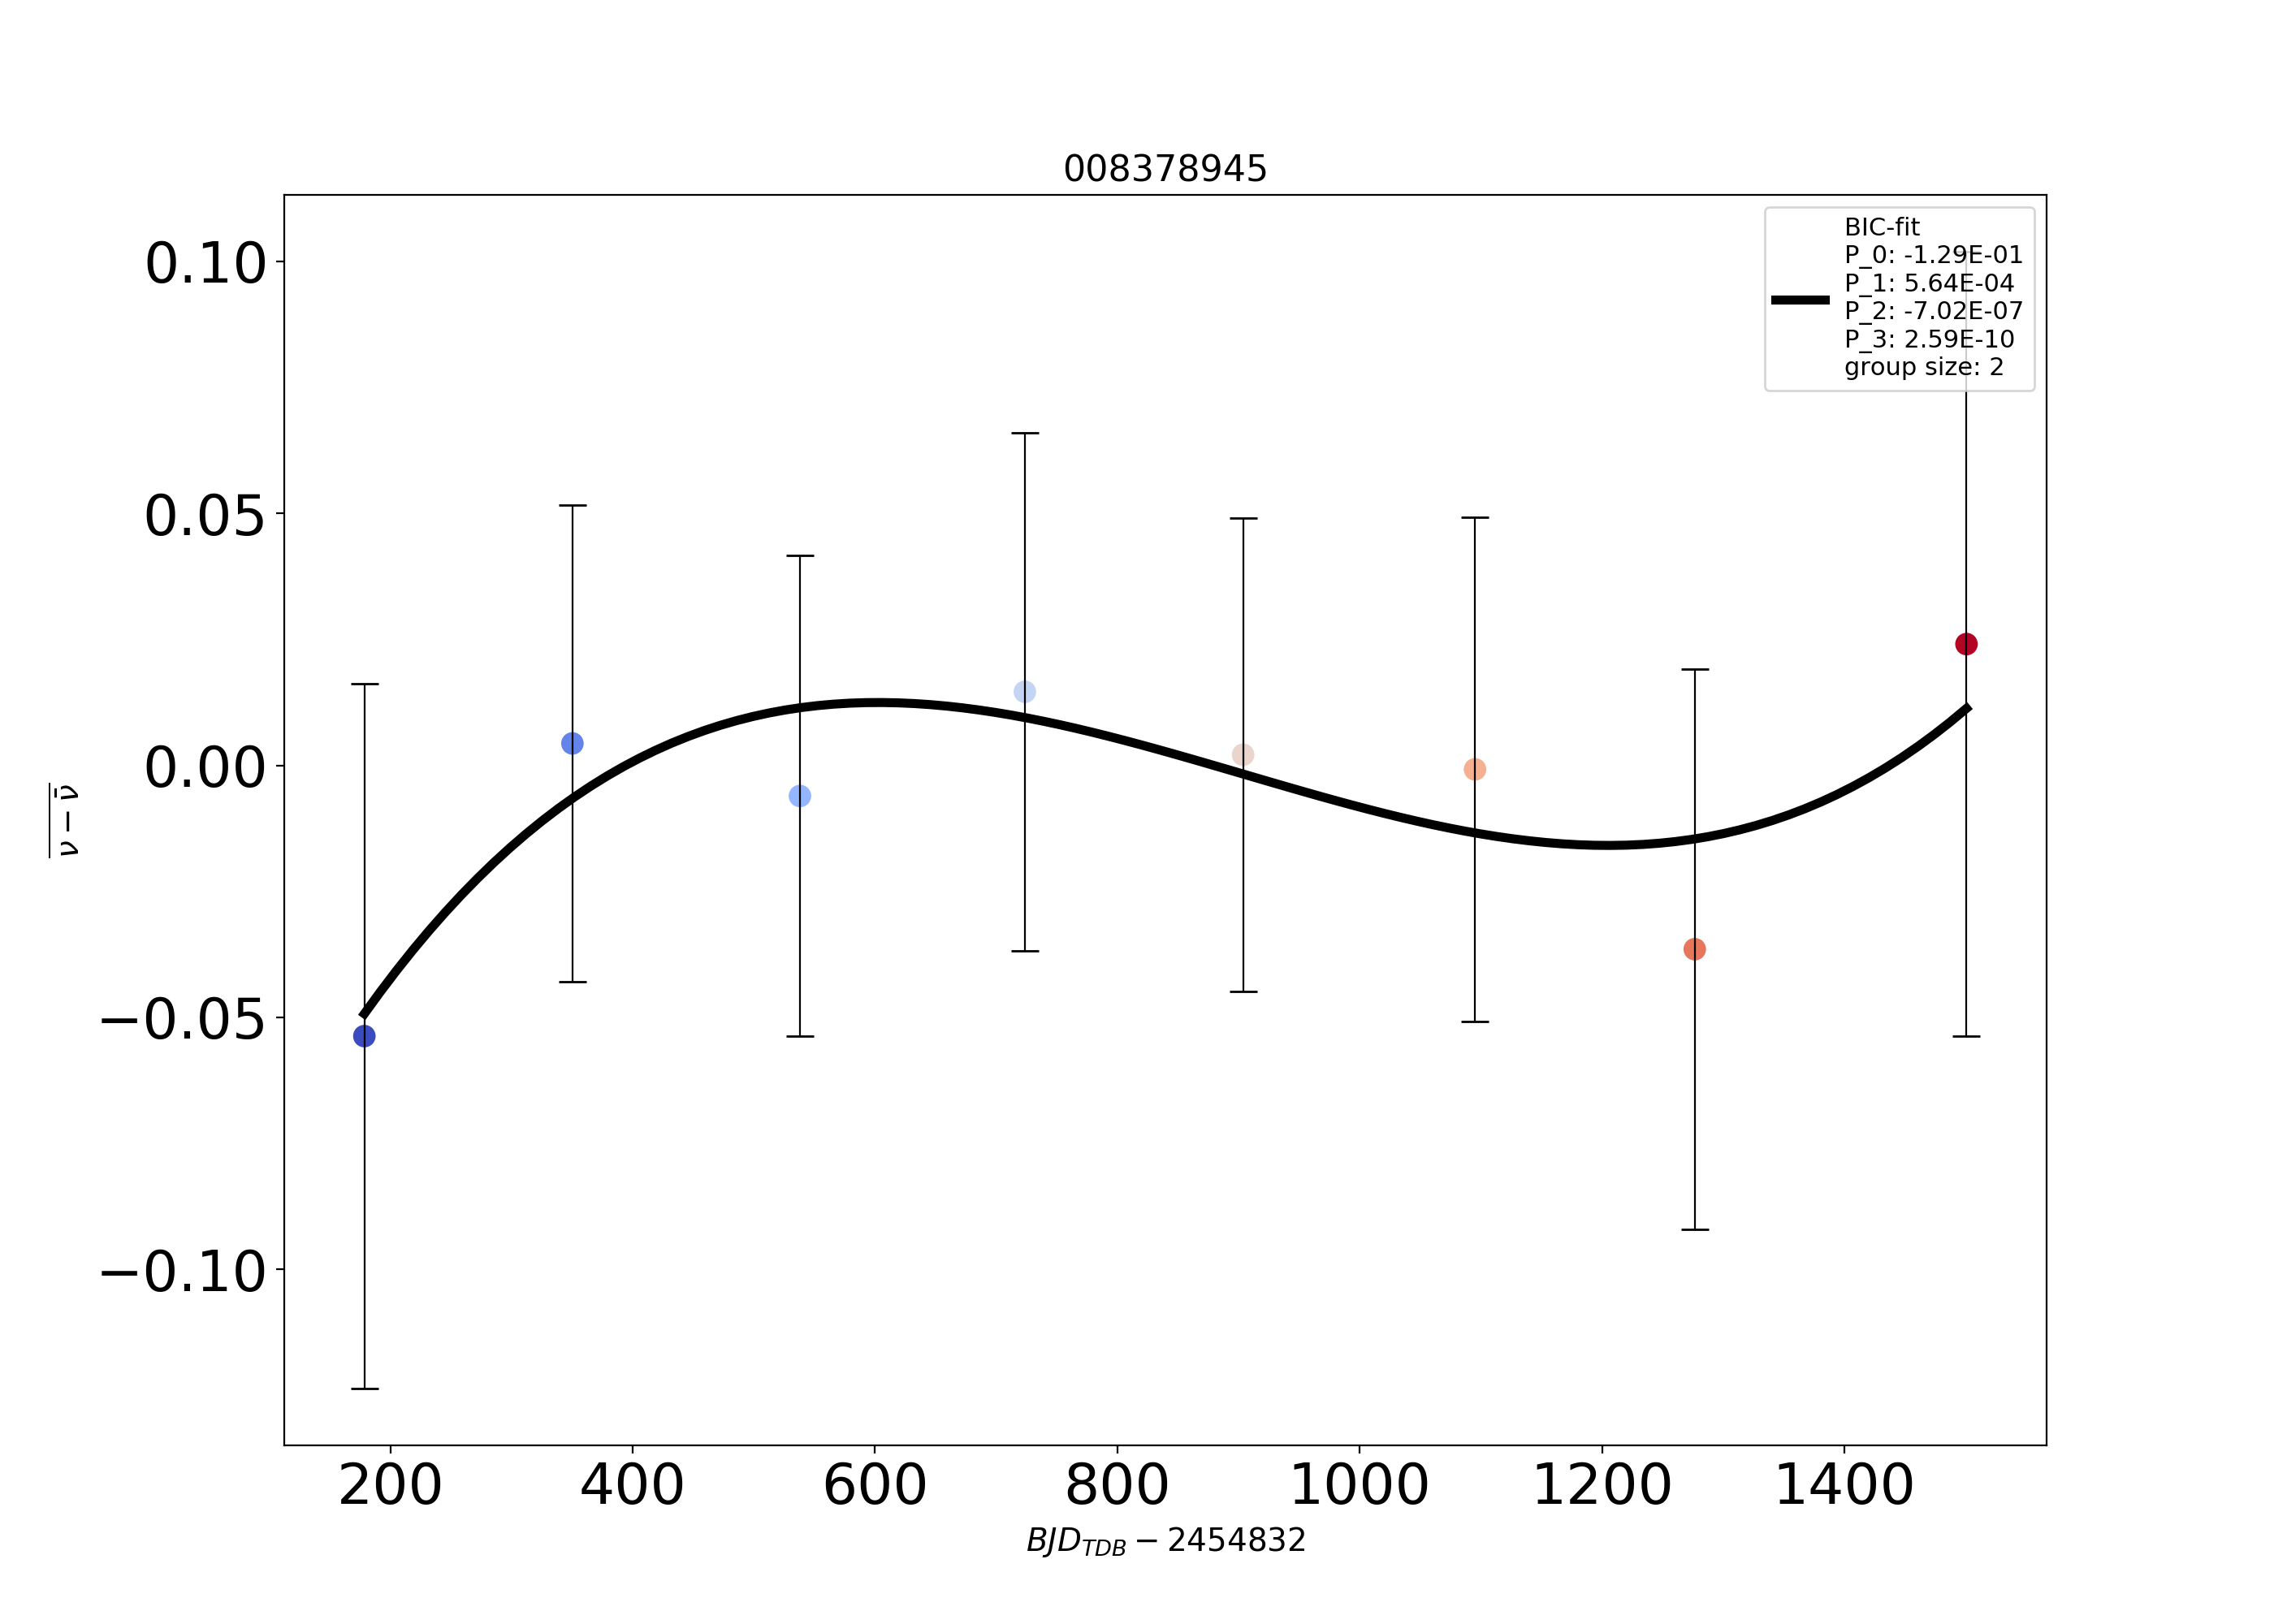 008378945
BIC-fit
P_0: -1.29E-01
P_1: 5.64E-04
P_2: -7.02E-07
P_3: 2.59E-10
group size: 2
0.10
0.05
0.00
−0.05
−0.10
ν − ν̄
200 400 600 800 1000 1200 1400
BJD_TDB − 2454832